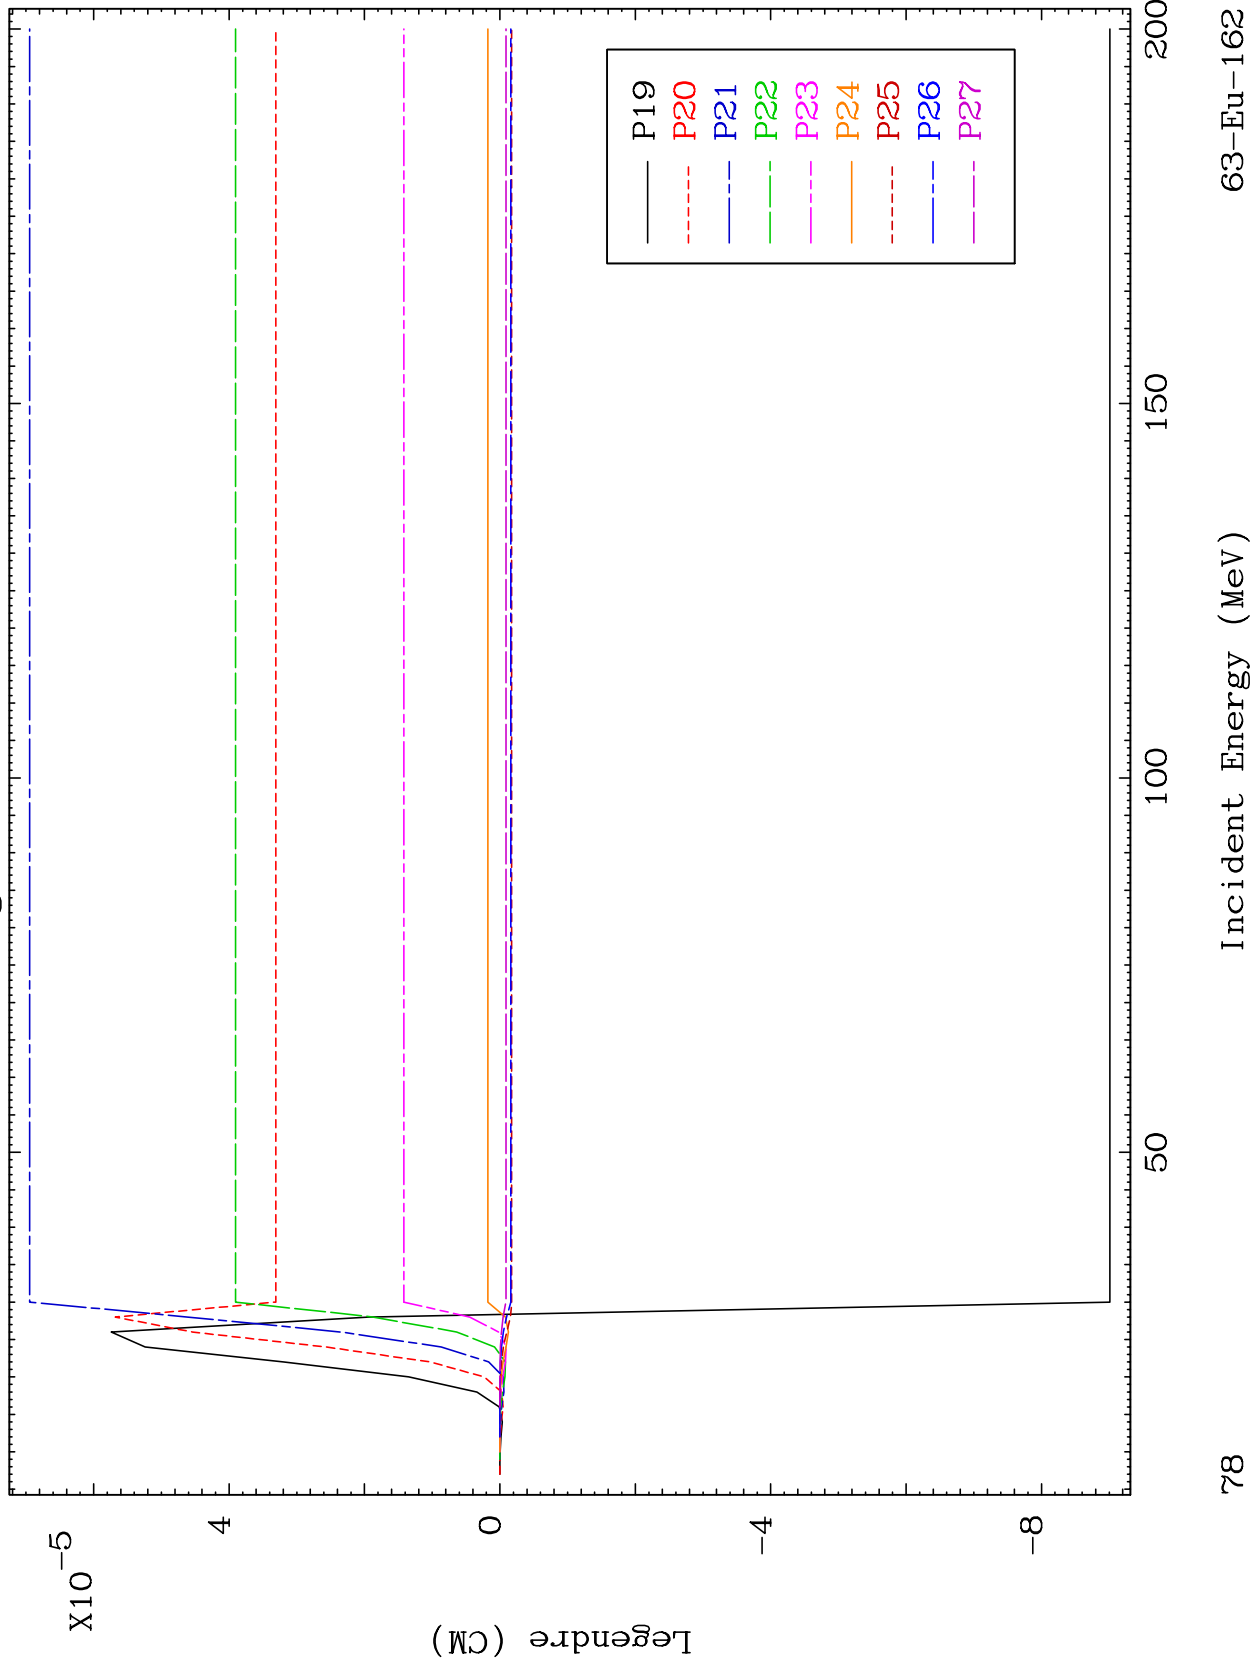 X10-5
4
0
-4
-8
Legendre (CM)
P19
P20
P21
P22
P23
P24
P25
P26
P27
50
100
150
200
Incident Energy (MeV)
78
63-Eu-162